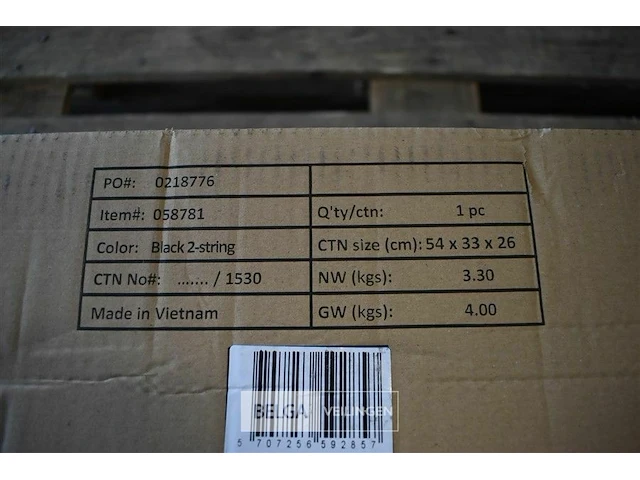 PO#: 0218776
Item#: 058781 Q'ty/ctn: 1 pc
Color: Black 2-string CTN size (cm): 54 x 33 x 26
CTN No#: ....... / 1530 NW (kgs): 3.30
Made in Vietnam GW (kgs): 4.00
BELGA VEILINGEN
5 707256 592857